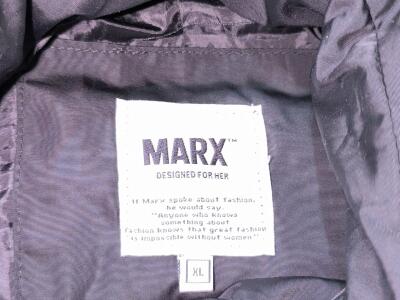 MARX™
DESIGNED FOR HER
If Marx spoke about fashion,
he would say
"Anyone who knows
something about
fashion knows that great fashion
is impossible without women"
XL